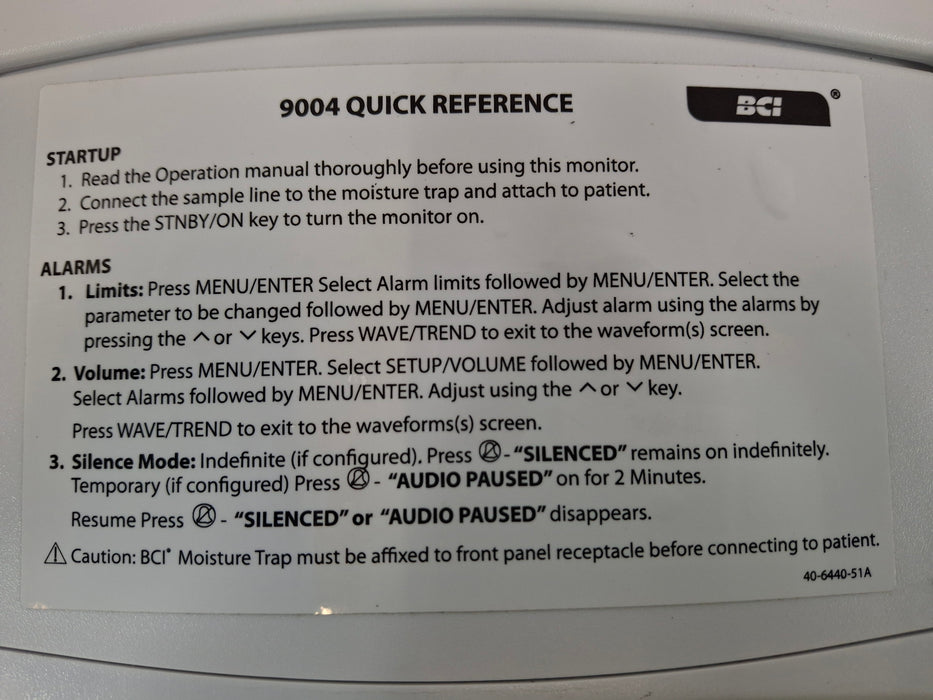 9004 QUICK REFERENCE
BCI®
STARTUP
1. Read the Operation manual thoroughly before using this monitor.
2. Connect the sample line to the moisture trap and attach to patient.
3. Press the STNBY/ON key to turn the monitor on.
ALARMS
1. Limits: Press MENU/ENTER Select Alarm limits followed by MENU/ENTER. Select the
parameter to be changed followed by MENU/ENTER. Adjust alarm using the alarms by
pressing the ∧ or ∨ keys. Press WAVE/TREND to exit to the waveform(s) screen.
2. Volume: Press MENU/ENTER. Select SETUP/VOLUME followed by MENU/ENTER.
Select Alarms followed by MENU/ENTER. Adjust using the ∧ or ∨ key.
Press WAVE/TREND to exit to the waveforms(s) screen.
3. Silence Mode: Indefinite (if configured). Press - “SILENCED” remains on indefinitely.
Temporary (if configured) Press - “AUDIO PAUSED” on for 2 Minutes.
Resume Press - “SILENCED” or “AUDIO PAUSED” disappears.
⚠ Caution: BCI® Moisture Trap must be affixed to front panel receptacle before connecting to patient.
40-6440-51A